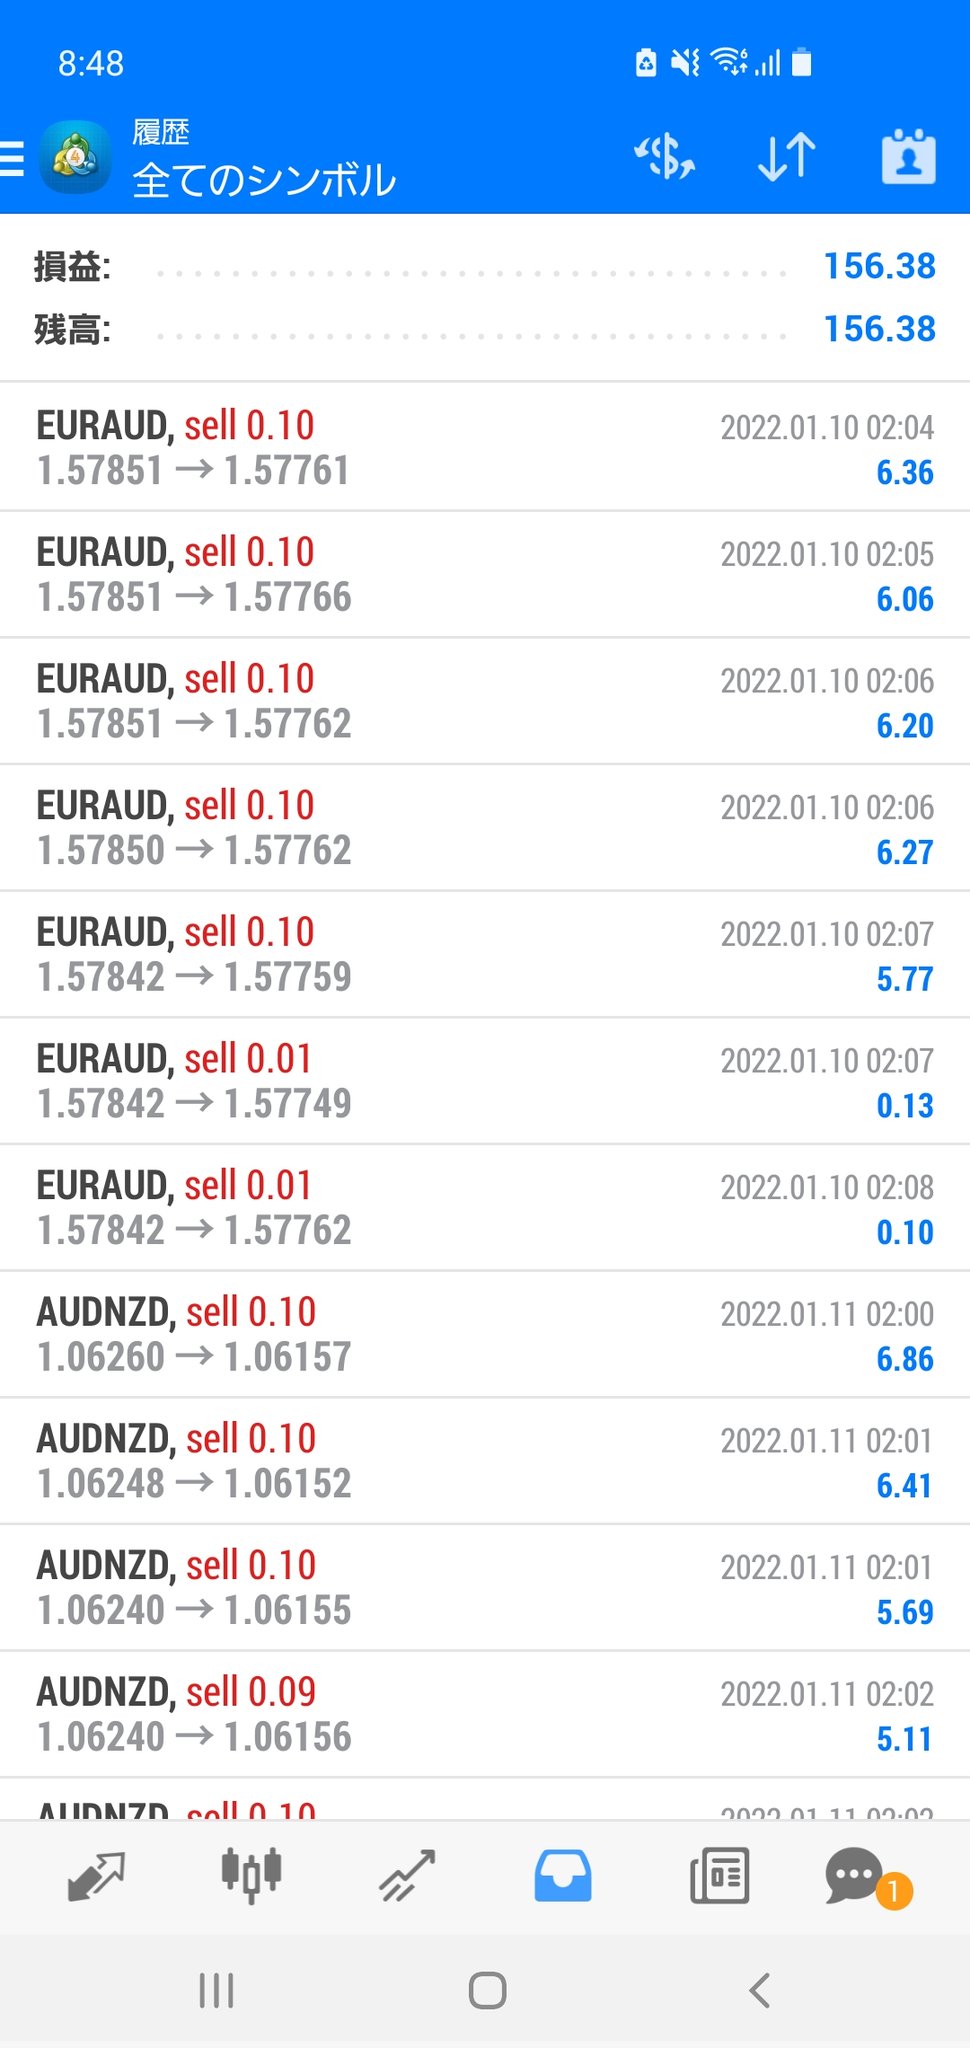 8:48
履歴
全てのシンボル
損益: 156.38
残高: 156.38
EURAUD, sell 0.10 2022.01.10 02:04
1.57851 → 1.57761 6.36
EURAUD, sell 0.10 2022.01.10 02:05
1.57851 → 1.57766 6.06
EURAUD, sell 0.10 2022.01.10 02:06
1.57851 → 1.57762 6.20
EURAUD, sell 0.10 2022.01.10 02:06
1.57850 → 1.57762 6.27
EURAUD, sell 0.10 2022.01.10 02:07
1.57842 → 1.57759 5.77
EURAUD, sell 0.01 2022.01.10 02:07
1.57842 → 1.57749 0.13
EURAUD, sell 0.01 2022.01.10 02:08
1.57842 → 1.57762 0.10
AUDNZD, sell 0.10 2022.01.11 02:00
1.06260 → 1.06157 6.86
AUDNZD, sell 0.10 2022.01.11 02:01
1.06248 → 1.06152 6.41
AUDNZD, sell 0.10 2022.01.11 02:01
1.06240 → 1.06155 5.69
AUDNZD, sell 0.09 2022.01.11 02:02
1.06240 → 1.06156 5.11
AUDNZD, sell 0.10 2022.01.11 02:02
1